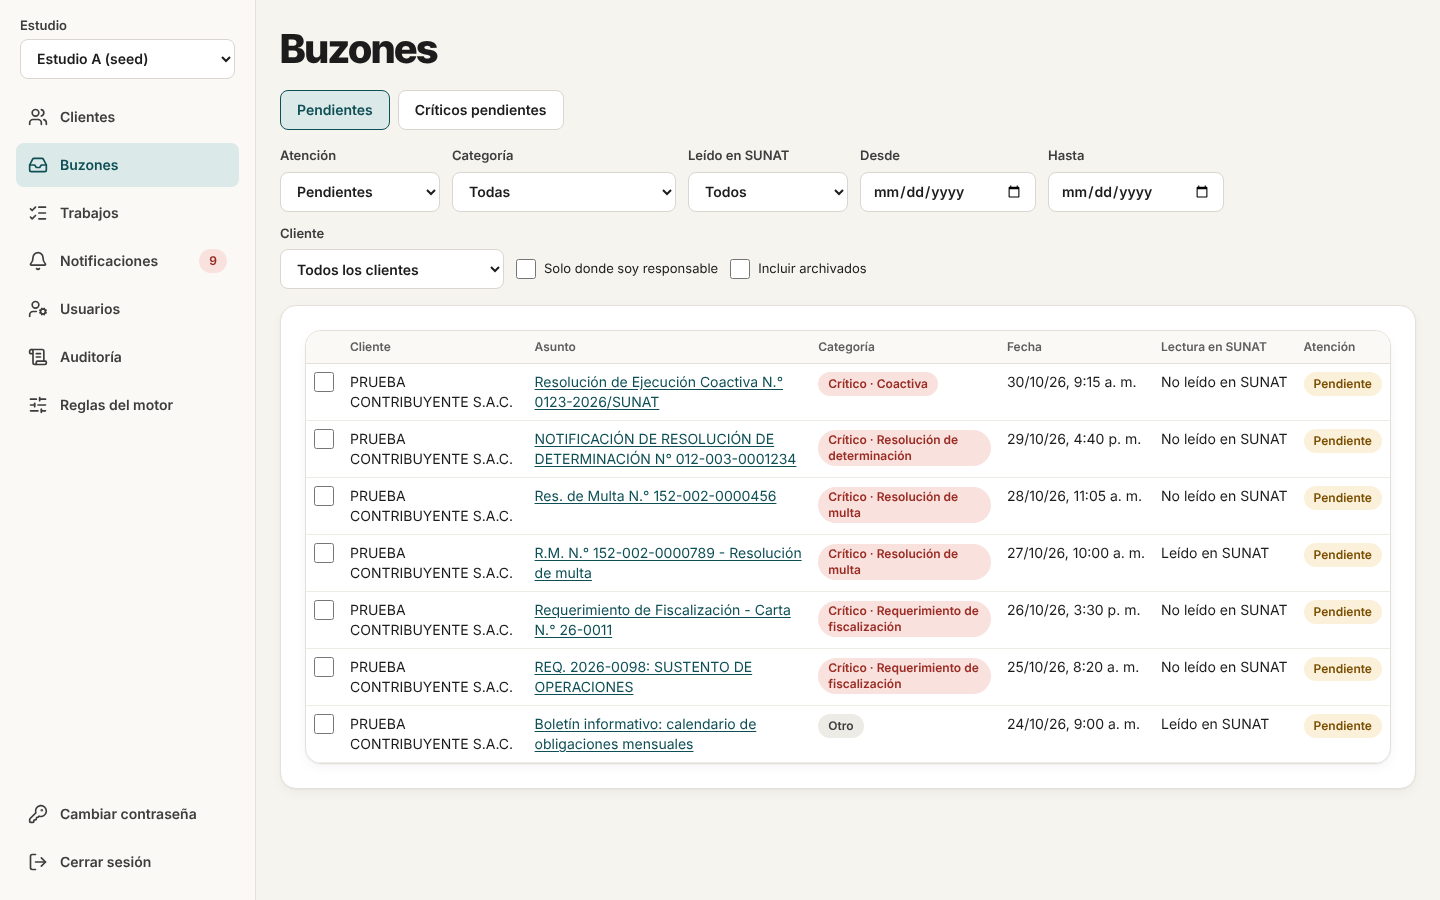 Estudio
Estudio A (seed)
Clientes
Buzones
Trabajos
Notificaciones 9
Usuarios
Auditoría
Reglas del motor
Cambiar contraseña
Cerrar sesión
Buzones
Pendientes Críticos pendientes
Atención Categoría Leído en SUNAT Desde Hasta
Pendientes Todas Todos mm/dd/yyyy mm/dd/yyyy
Cliente
Todos los clientes Solo donde soy responsable Incluir archivados
Cliente Asunto Categoría Fecha Lectura en SUNAT Atención
PRUEBA Resolución de Ejecución Coactiva N.° Crítico · Coactiva 30/10/26, 9:15 a. m. No leído en SUNAT Pendiente
CONTRIBUYENTE S.A.C. 0123-2026/SUNAT
PRUEBA NOTIFICACIÓN DE RESOLUCIÓN DE Crítico · Resolución de 29/10/26, 4:40 p. m. No leído en SUNAT Pendiente
CONTRIBUYENTE S.A.C. DETERMINACIÓN N° 012-003-0001234 determinación
PRUEBA Res. de Multa N.° 152-002-0000456 Crítico · Resolución de 28/10/26, 11:05 a. m. No leído en SUNAT Pendiente
CONTRIBUYENTE S.A.C. multa
PRUEBA R.M. N.° 152-002-0000789 - Resolución Crítico · Resolución de 27/10/26, 10:00 a. m. Leído en SUNAT Pendiente
CONTRIBUYENTE S.A.C. de multa multa
PRUEBA Requerimiento de Fiscalización - Carta Crítico · Requerimiento de 26/10/26, 3:30 p. m. No leído en SUNAT Pendiente
CONTRIBUYENTE S.A.C. N.° 26-0011 fiscalización
PRUEBA REQ. 2026-0098: SUSTENTO DE Crítico · Requerimiento de 25/10/26, 8:20 a. m. No leído en SUNAT Pendiente
CONTRIBUYENTE S.A.C. OPERACIONES fiscalización
PRUEBA Boletín informativo: calendario de Otro 24/10/26, 9:00 a. m. Leído en SUNAT Pendiente
CONTRIBUYENTE S.A.C. obligaciones mensuales